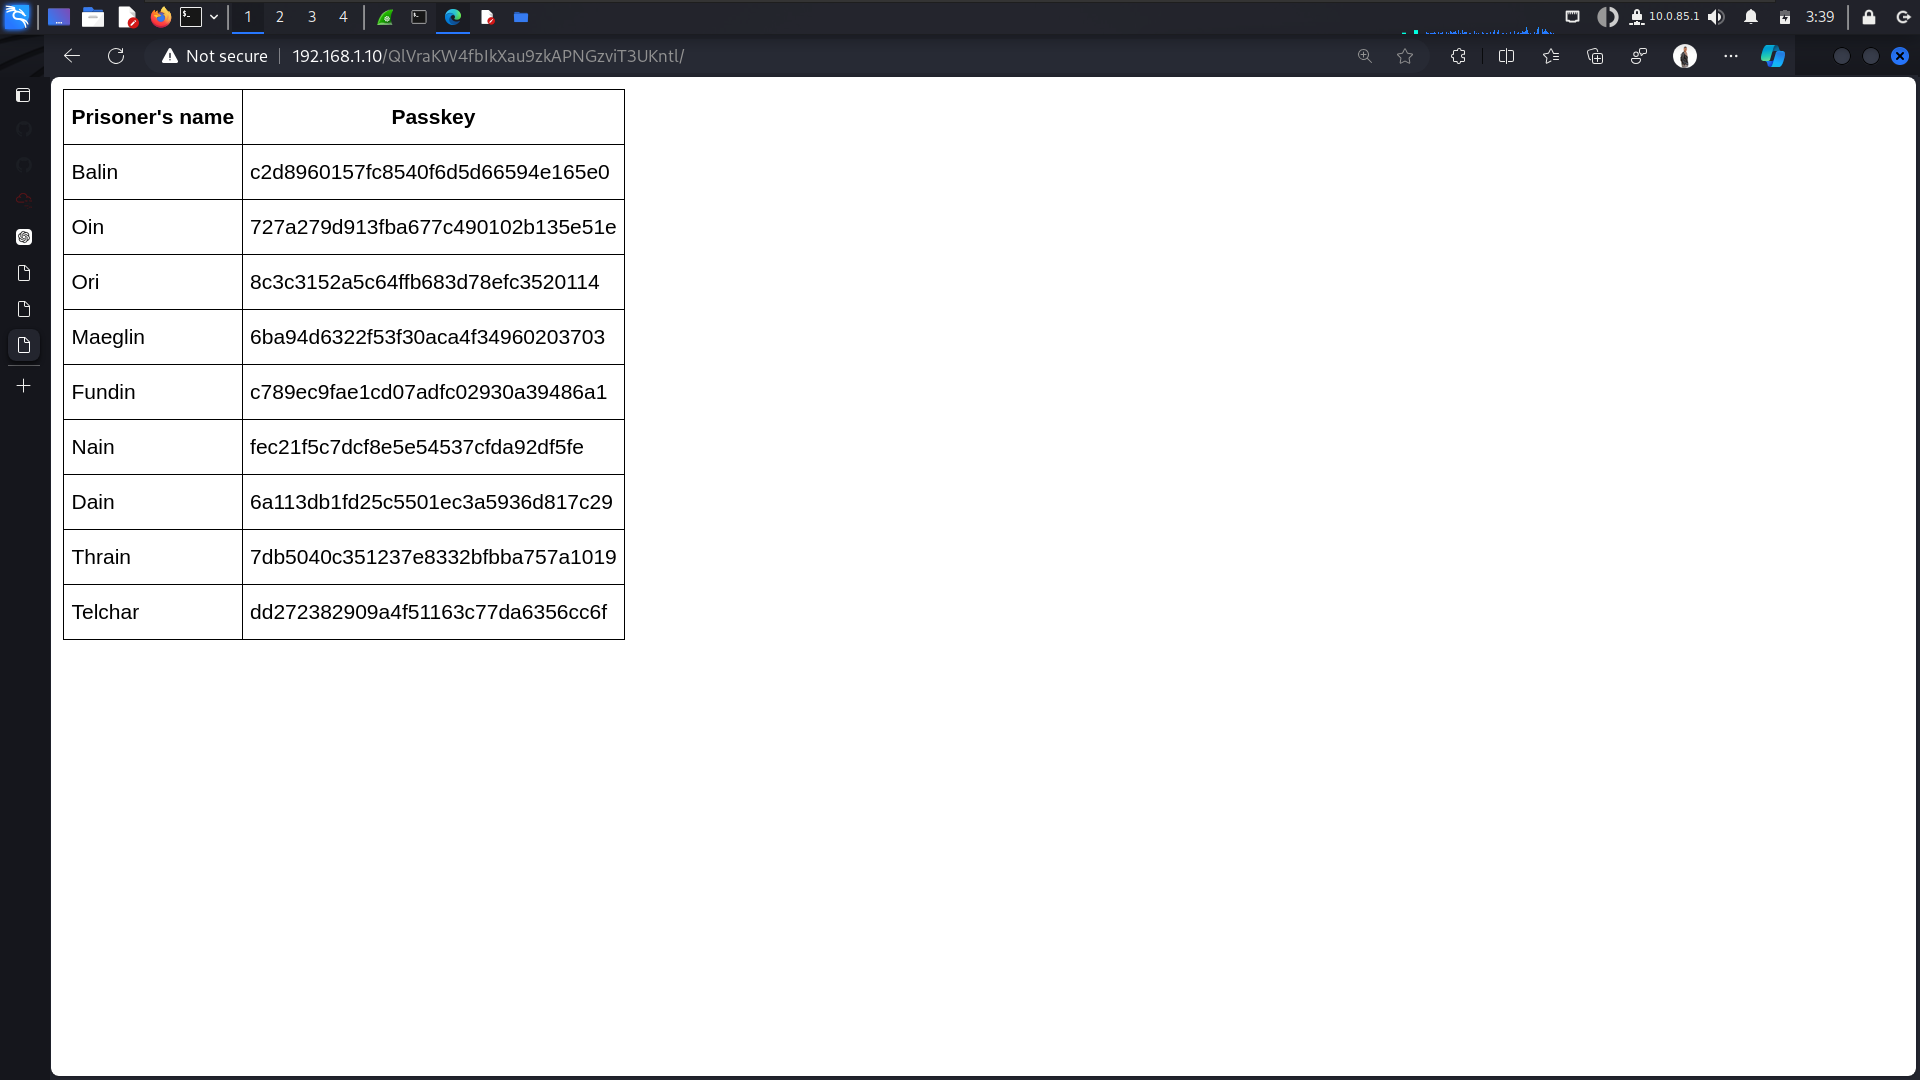 1 2 3 4 10.0.85.1 3:39
Not secure 192.168.1.10/QlVraKW4fbIkXau9zkAPNGzviT3UKntl/
Prisoner's name Passkey
Balin c2d8960157fc8540f6d5d66594e165e0
Oin 727a279d913fba677c490102b135e51e
Ori 8c3c3152a5c64ffb683d78efc3520114
Maeglin 6ba94d6322f53f30aca4f34960203703
Fundin c789ec9fae1cd07adfc02930a39486a1
Nain fec21f5c7dcf8e5e54537cfda92df5fe
Dain 6a113db1fd25c5501ec3a5936d817c29
Thrain 7db5040c351237e8332bfbba757a1019
Telchar dd272382909a4f51163c77da6356cc6f